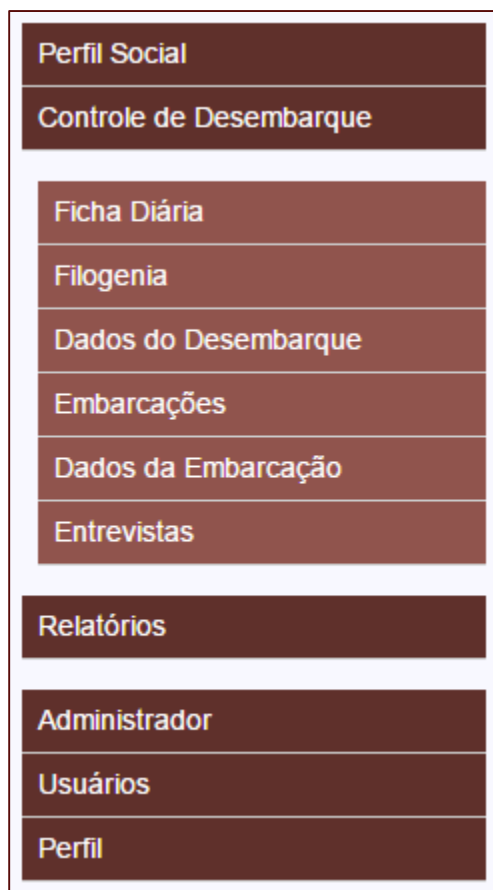 Perfil Social
Controle de Desembarque
Ficha Diária
Filogenia
Dados do Desembarque
Embarcações
Dados da Embarcação
Entrevistas
Relatórios
Administrador
Usuários
Perfil